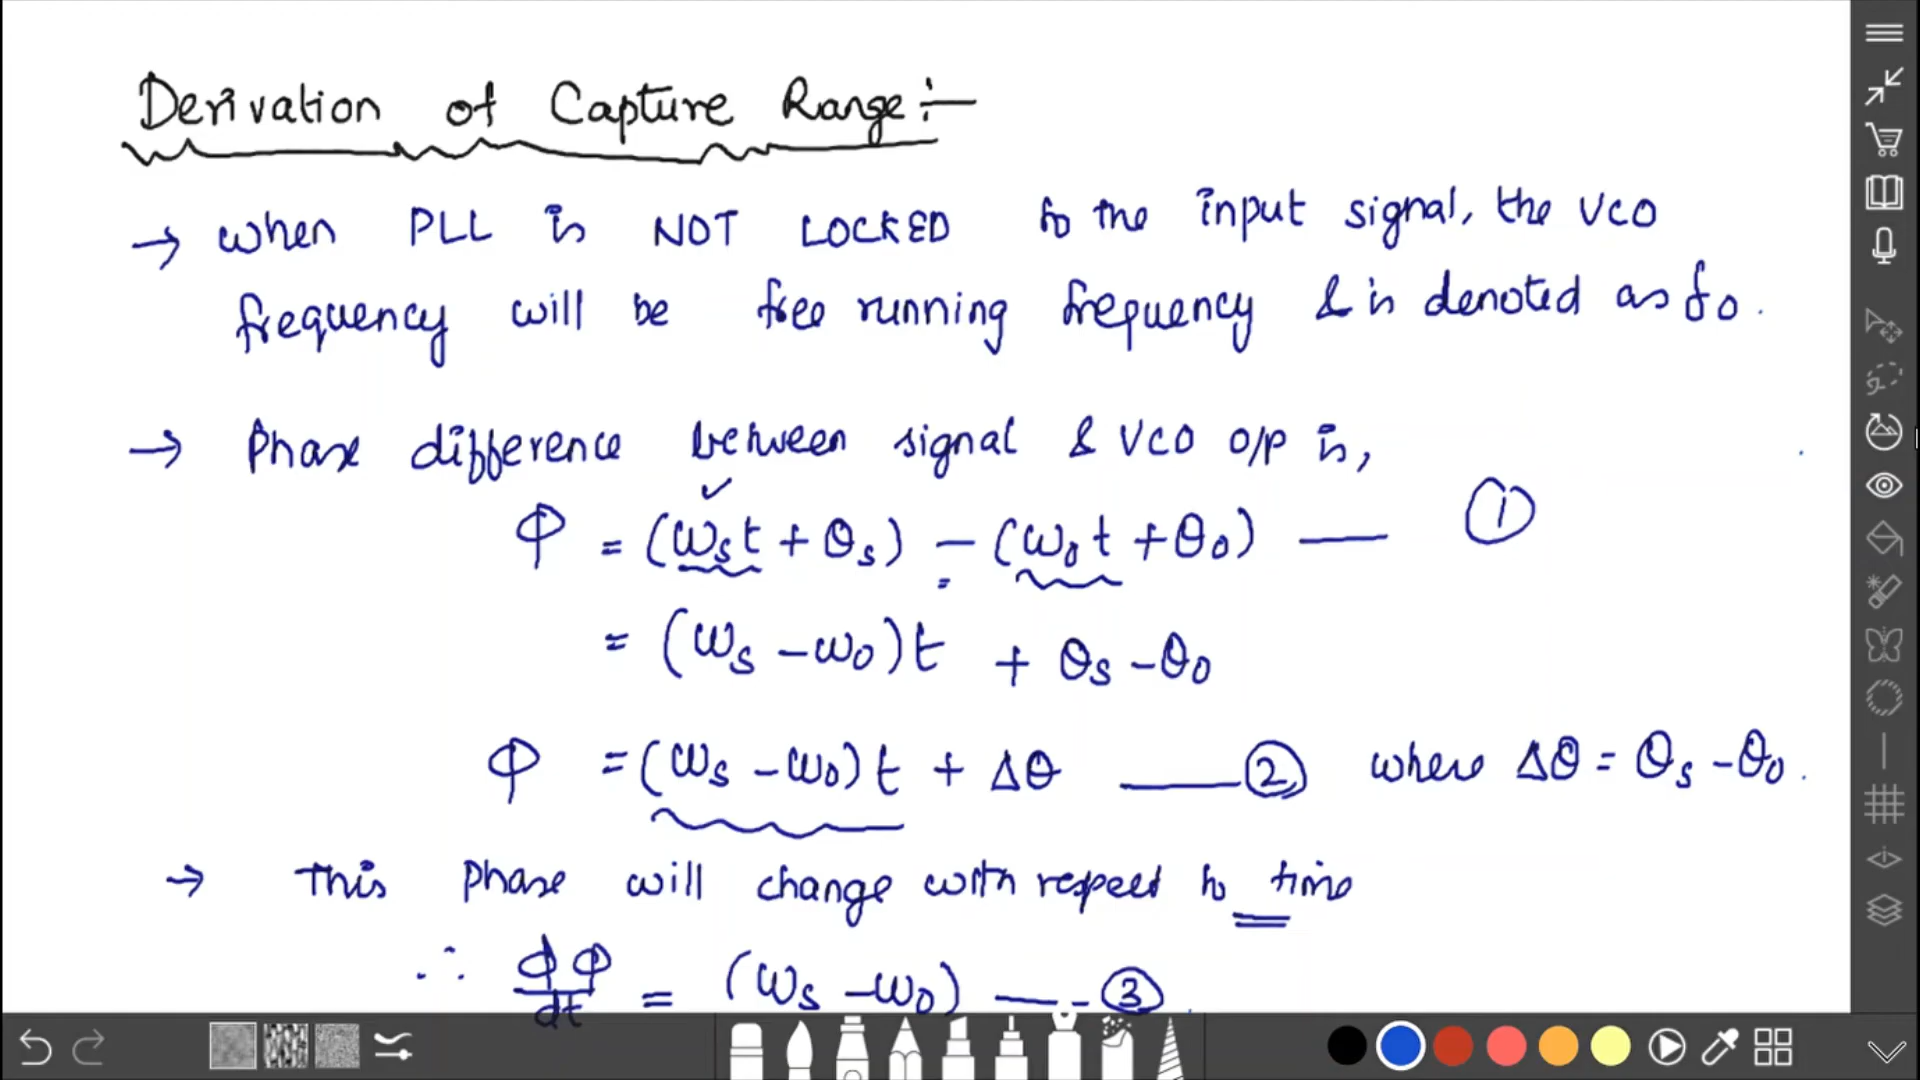 Derivation of Capture Range:-
→ when PLL is NOT LOCKED to the input signal, the VCO
frequency will be free running frequency & is denoted as fo.
→ Phase difference between signal & VCO o/p is,
Φ = (ωst + θs) - (ωot + θo) — ①
= (ωs - ωo)t + θs - θo
Φ = (ωs - ωo)t + Δθ — ② where Δθ = θs - θo.
→ This Phase will change with respect to time
∴ dΦ/dt = (ωs - ωo) — ③